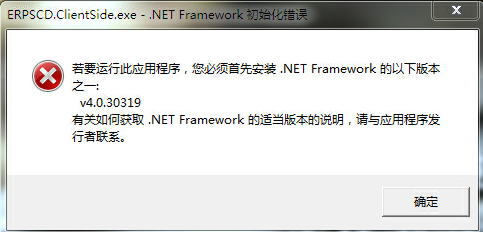 ERPSCD.ClientSide.exe - .NET Framework 初始化错误
若要运行此应用程序，您必须首先安装 .NET Framework 的以下版本
之一:
v4.0.30319
有关如何获取 .NET Framework 的适当版本的说明，请与应用程序发
行者联系。
确定